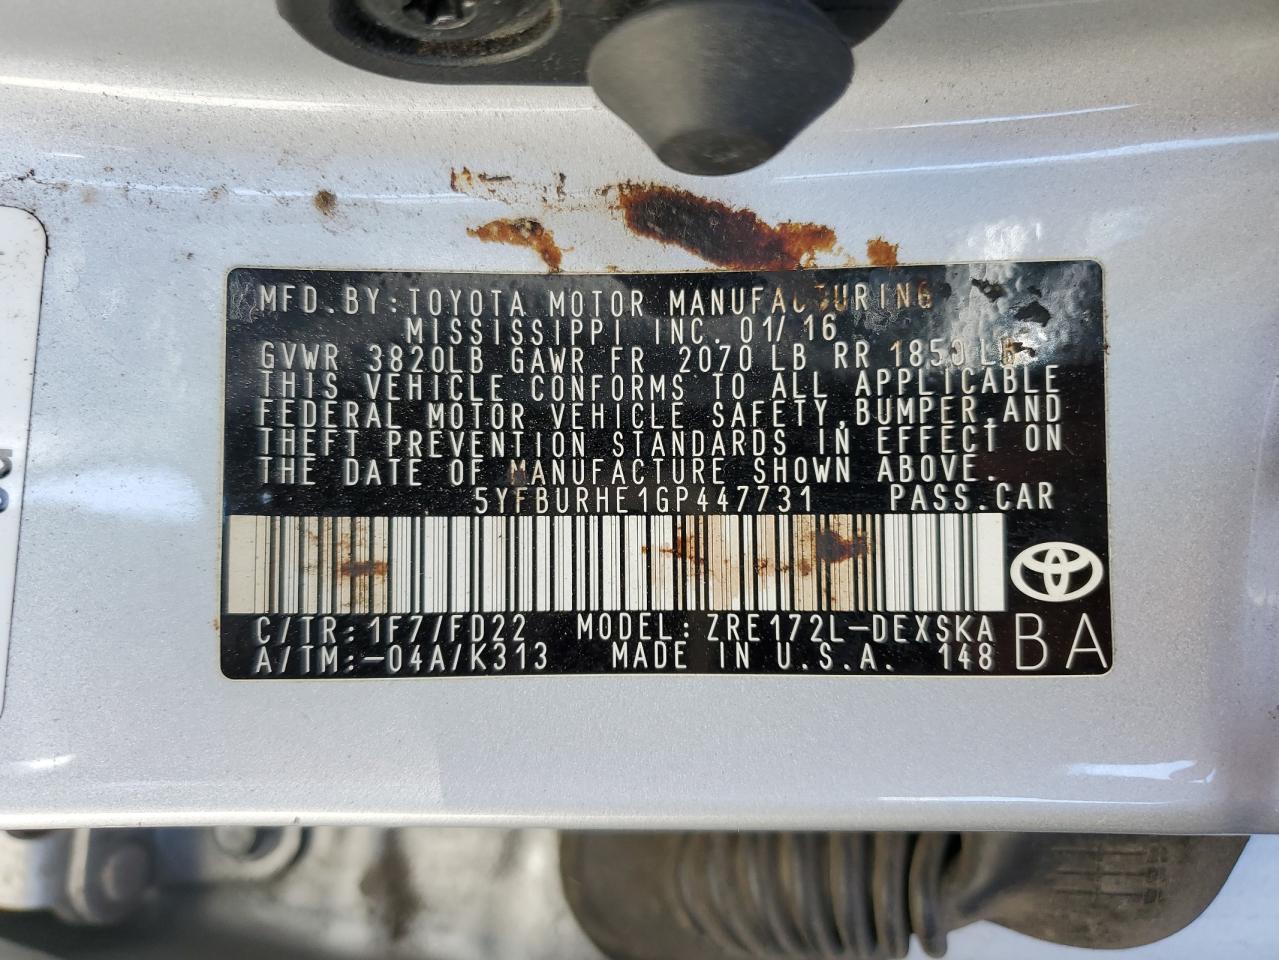 MFD.BY:TOYOTA MOTOR MANUFACTURING
MISSISSIPPI INC. 01/16
GVWR 3820LB GAWR FR 2070 LB RR 1850 LB
THIS VEHICLE CONFORMS TO ALL APPLICABLE
FEDERAL MOTOR VEHICLE SAFETY,BUMPER,AND
THEFT PREVENTION STANDARDS IN EFFECT ON
THE DATE OF MANUFACTURE SHOWN ABOVE.
5YFBURHE1GP447731 PASS.CAR
C/TR:1F7/FD22 MODEL:ZRE172L-DEXSKA
A/TM:-04A/K313 MADE IN U.S.A. 148 BA